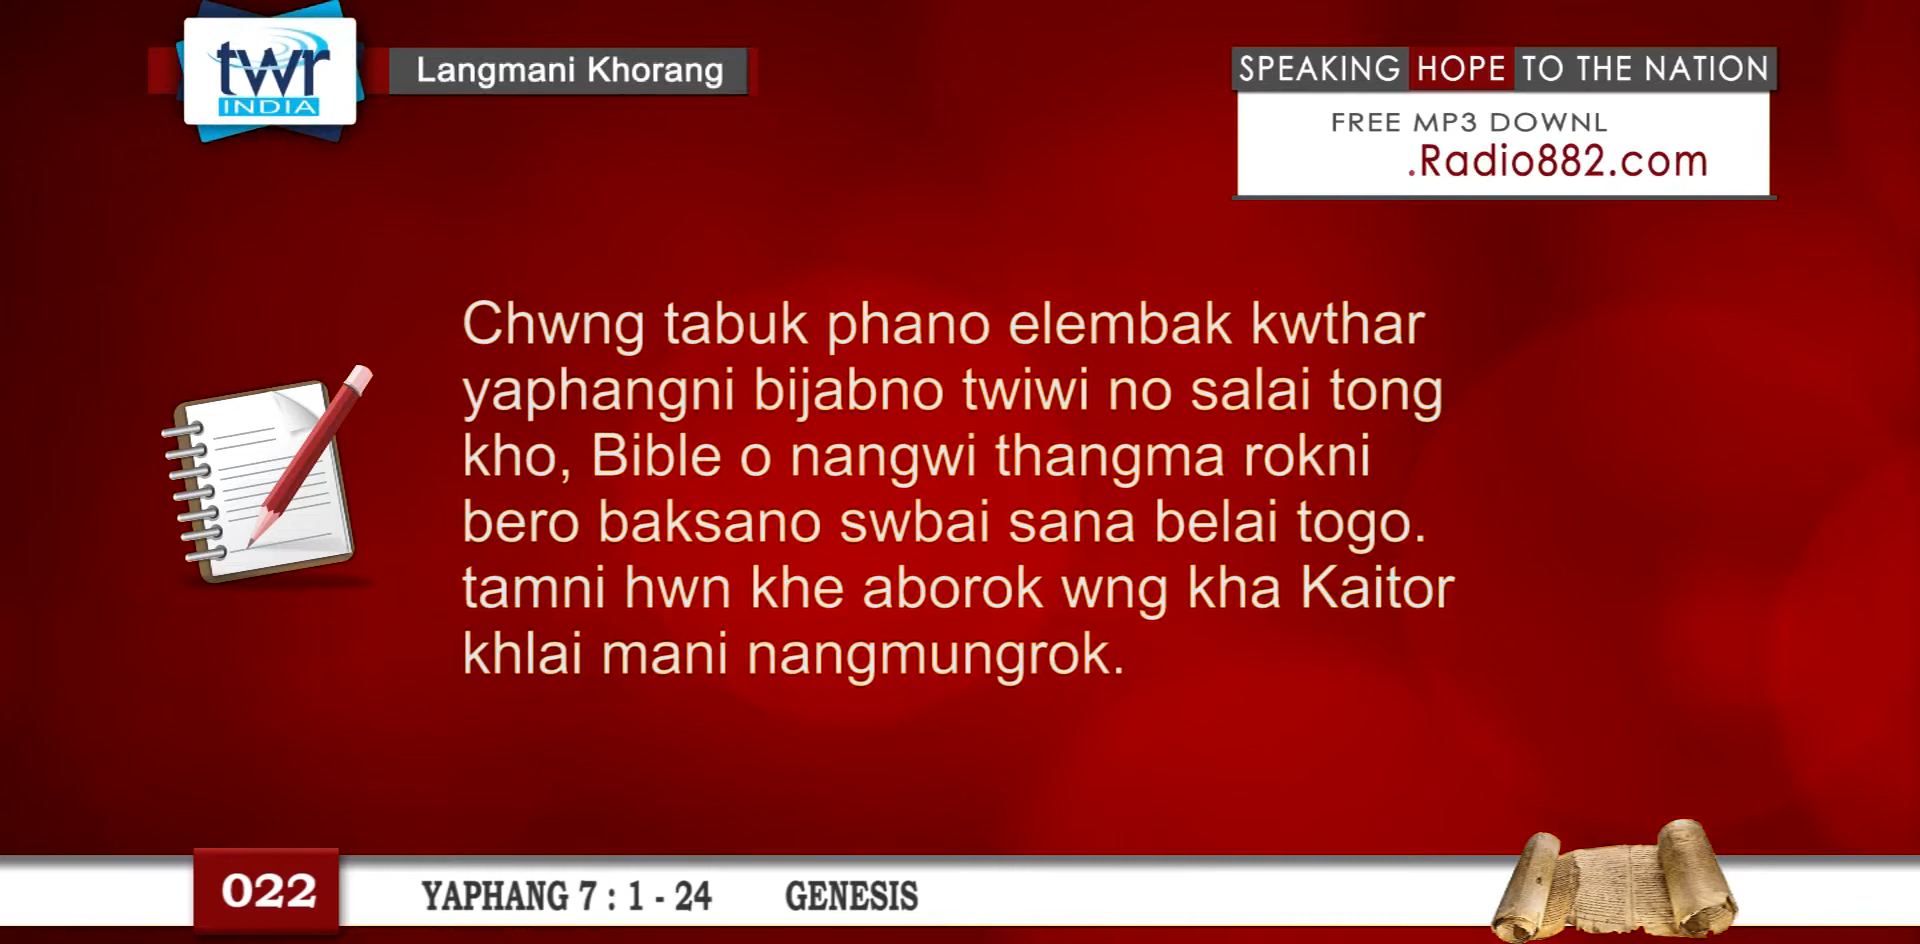 twr
INDIA
Langmani Khorang
SPEAKING HOPE TO THE NATION
FREE MP3 DOWNL
.Radio882.com
Chwng tabuk phano elembak kwthar
yaphangni bijabno twiwi no salai tong
kho, Bible o nangwi thangma rokni
bero baksano swbai sana belai togo.
tamni hwn khe aborok wng kha Kaitor
khlai mani nangmungrok.
022
YAPHANG 7 : 1 - 24 GENESIS